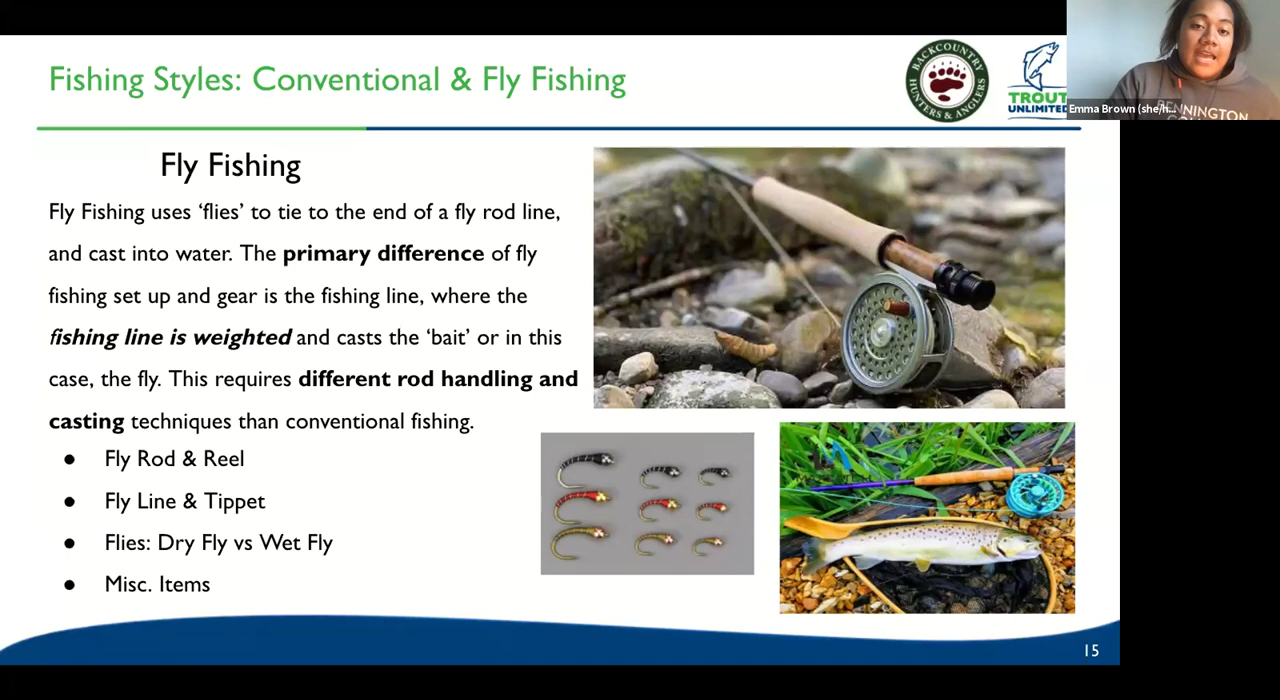 Fishing Styles: Conventional & Fly Fishing
BACKCOUNTRY
HUNTERS & ANGLERS
TROUT
UNLIMITED
Emma Brown (she/h...
BENNINGTON
Fly Fishing
Fly Fishing uses ‘flies’ to tie to the end of a fly rod line,
and cast into water. The primary difference of fly
fishing set up and gear is the fishing line, where the
fishing line is weighted and casts the ‘bait’ or in this
case, the fly. This requires different rod handling and
casting techniques than conventional fishing.
● Fly Rod & Reel
● Fly Line & Tippet
● Flies: Dry Fly vs Wet Fly
● Misc. Items
15